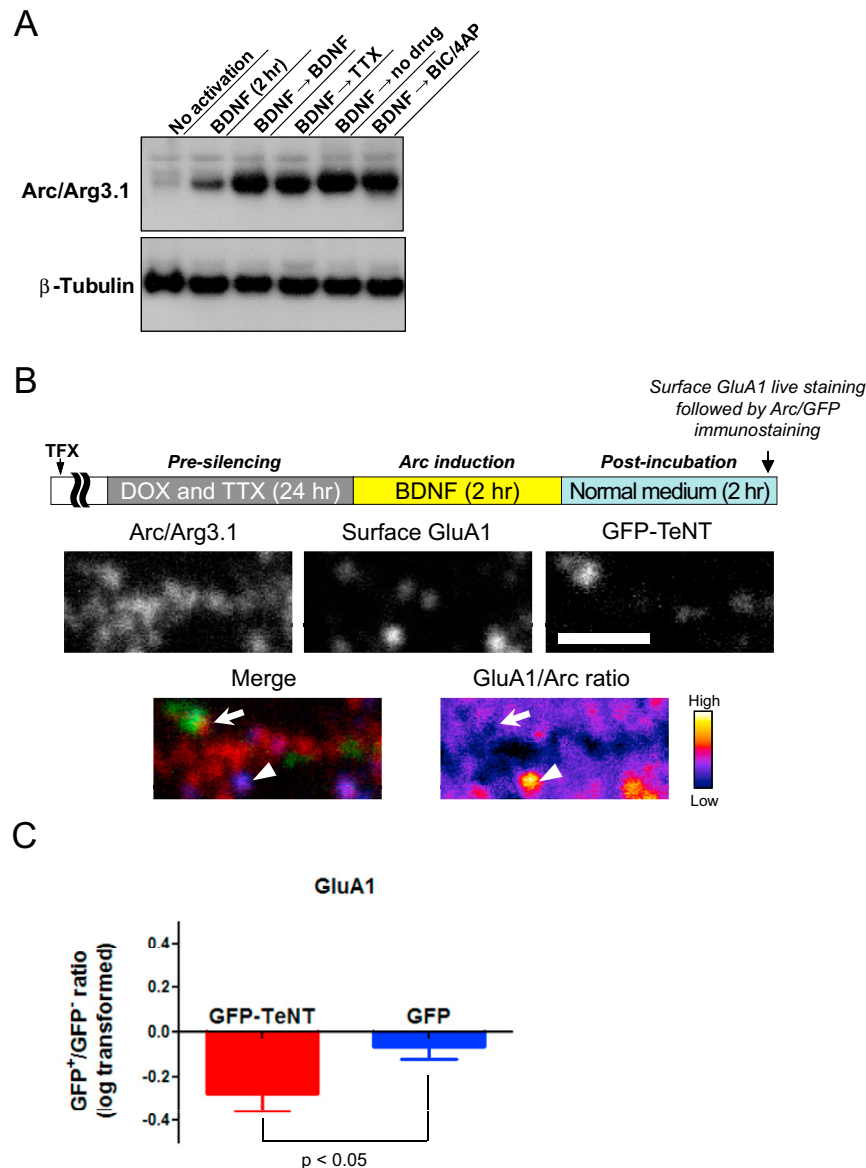 A
No activation
BDNF (2 hr)
BDNF → BDNF
BDNF → TTX
BDNF → no drug
BDNF → BIC/4AP
Arc/Arg3.1
β-Tubulin
B
Surface GluA1 live staining
followed by Arc/GFP
immunostaining
TFX
Pre-silencing
Arc induction
Post-incubation
DOX and TTX (24 hr)
BDNF (2 hr)
Normal medium (2 hr)
Arc/Arg3.1
Surface GluA1
GFP-TeNT
Merge
GluA1/Arc ratio
High
Low
C
GluA1
GFP+/GFP- ratio
(log transformed)
0.4
0.2
0.0
-0.2
-0.4
GFP-TeNT
GFP
p < 0.05